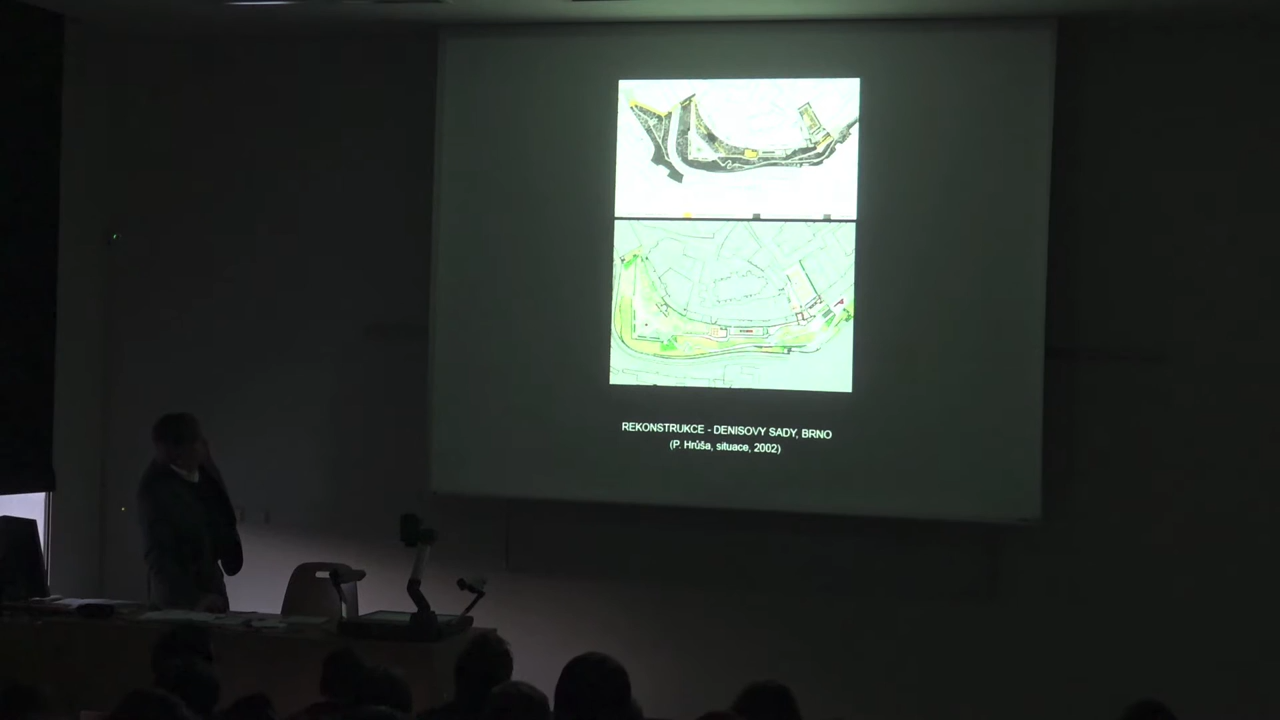 REKONSTRUKCE - DENISOVY SADY, BRNO
(P. Hrůša, situace, 2002)